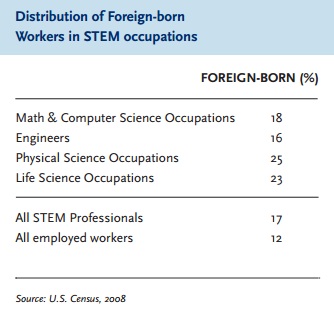 Distribution of Foreign-born
Workers in STEM occupations
FOREIGN-BORN (%)
Math & Computer Science Occupations 18
Engineers 16
Physical Science Occupations 25
Life Science Occupations 23
All STEM Professionals 17
All employed workers 12
Source: U.S. Census, 2008